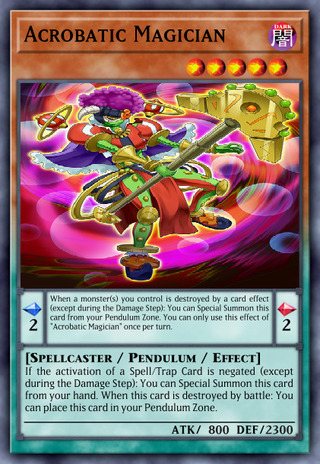 ACROBATIC MAGICIAN
DARK
闇
When a monster(s) you control is destroyed by a card effect
(except during the Damage Step): You can Special Summon this
card from your Pendulum Zone. You can only use this effect of
"Acrobatic Magician" once per turn.
2
2
[SPELLCASTER / PENDULUM / EFFECT]
If the activation of a Spell/Trap Card is negated (except
during the Damage Step): You can Special Summon this card
from your hand. When this card is destroyed by battle: You
can place this card in your Pendulum Zone.
ATK/ 800 DEF/2300